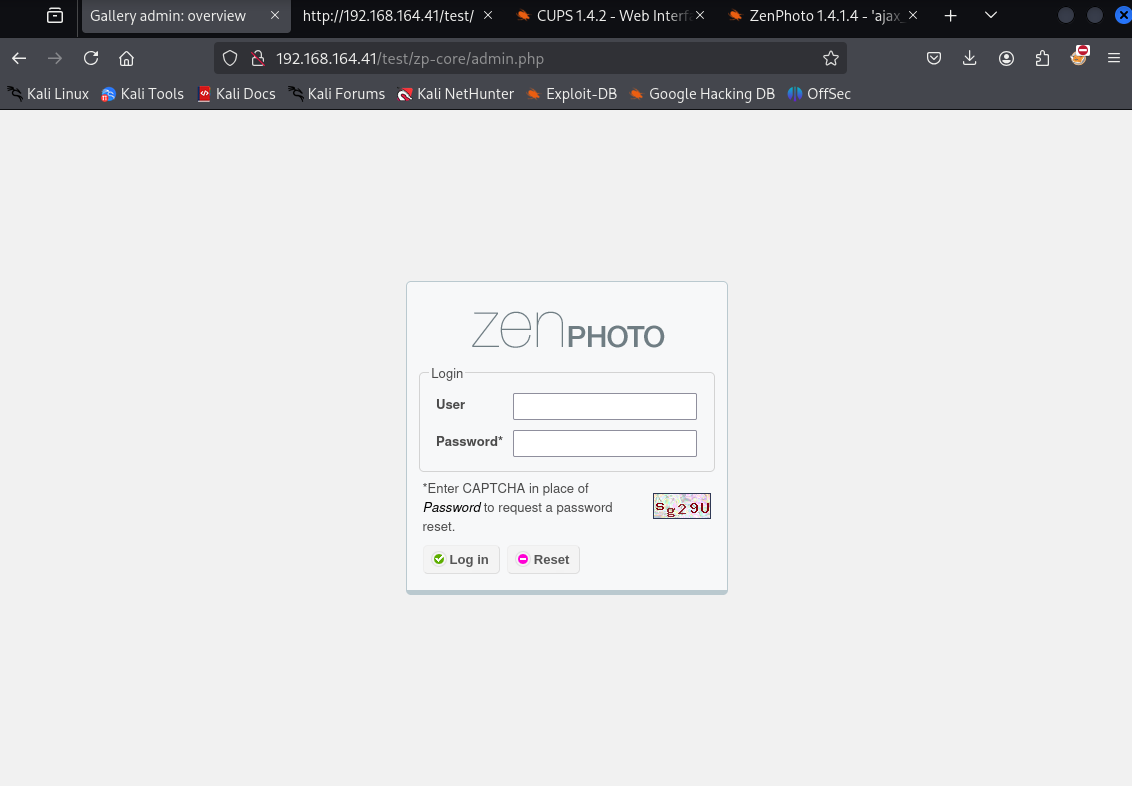 Gallery admin: overview
http://192.168.164.41/test/
CUPS 1.4.2 - Web Interf
ZenPhoto 1.4.1.4 - 'ajax_
192.168.164.41/test/zp-core/admin.php
Kali Linux
Kali Tools
Kali Docs
Kali Forums
Kali NetHunter
Exploit-DB
Google Hacking DB
OffSec
zenPHOTO
Login
User
Password*
*Enter CAPTCHA in place of
Password to request a password
reset.
sg29U
Log in
Reset